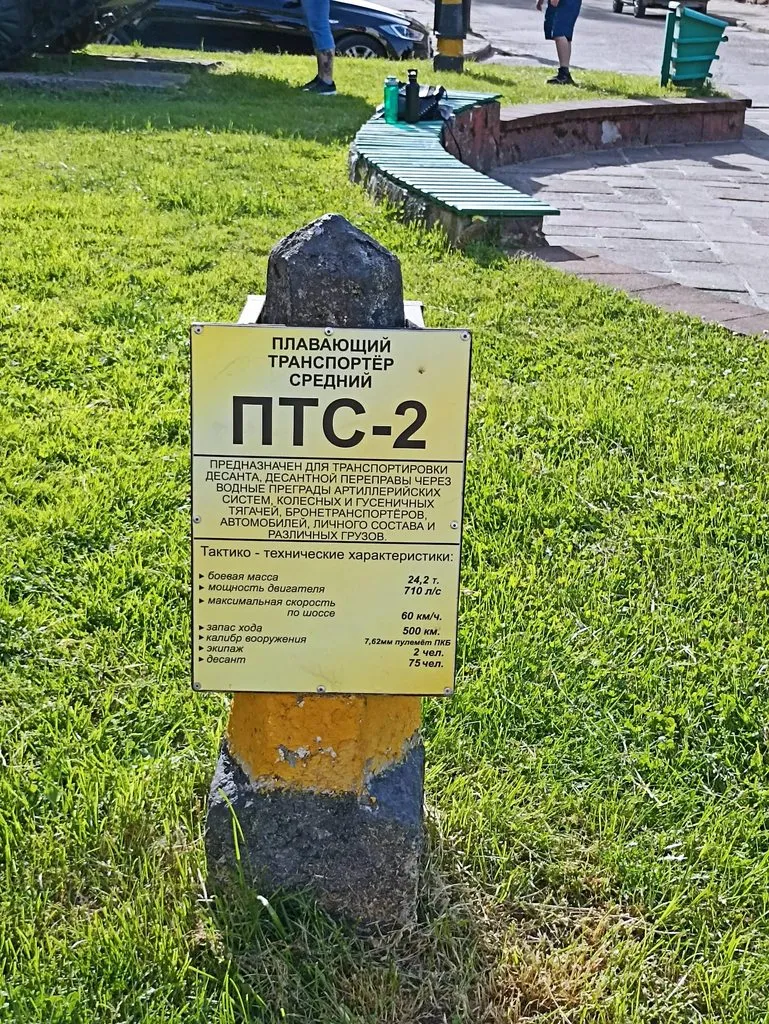 ПЛАВАЮЩИЙ
ТРАНСПОРТЁР
СРЕДНИЙ
ПТС-2
ПРЕДНАЗНАЧЕН ДЛЯ ТРАНСПОРТИРОВКИ
ДЕСАНТА, ДЕСАНТНОЙ ПЕРЕПРАВЫ ЧЕРЕЗ
ВОДНЫЕ ПРЕГРАДЫ АРТИЛЛЕРИЙСКИХ
СИСТЕМ, КОЛЕСНЫХ И ГУСЕНИЧНЫХ
ТЯГАЧЕЙ, БРОНЕТРАНСПОРТЁРОВ,
АВТОМОБИЛЕЙ, ЛИЧНОГО СОСТАВА И
РАЗЛИЧНЫХ ГРУЗОВ.
Тактико - технические характеристики:
▸ боевая масса 24,2 т.
▸ мощность двигателя 710 л/с
▸ максимальная скорость
по шоссе 60 км/ч.
▸ запас хода 500 км.
▸ калибр вооружения 7,62мм пулемёт ПКБ
▸ экипаж 2 чел.
▸ десант 75чел.